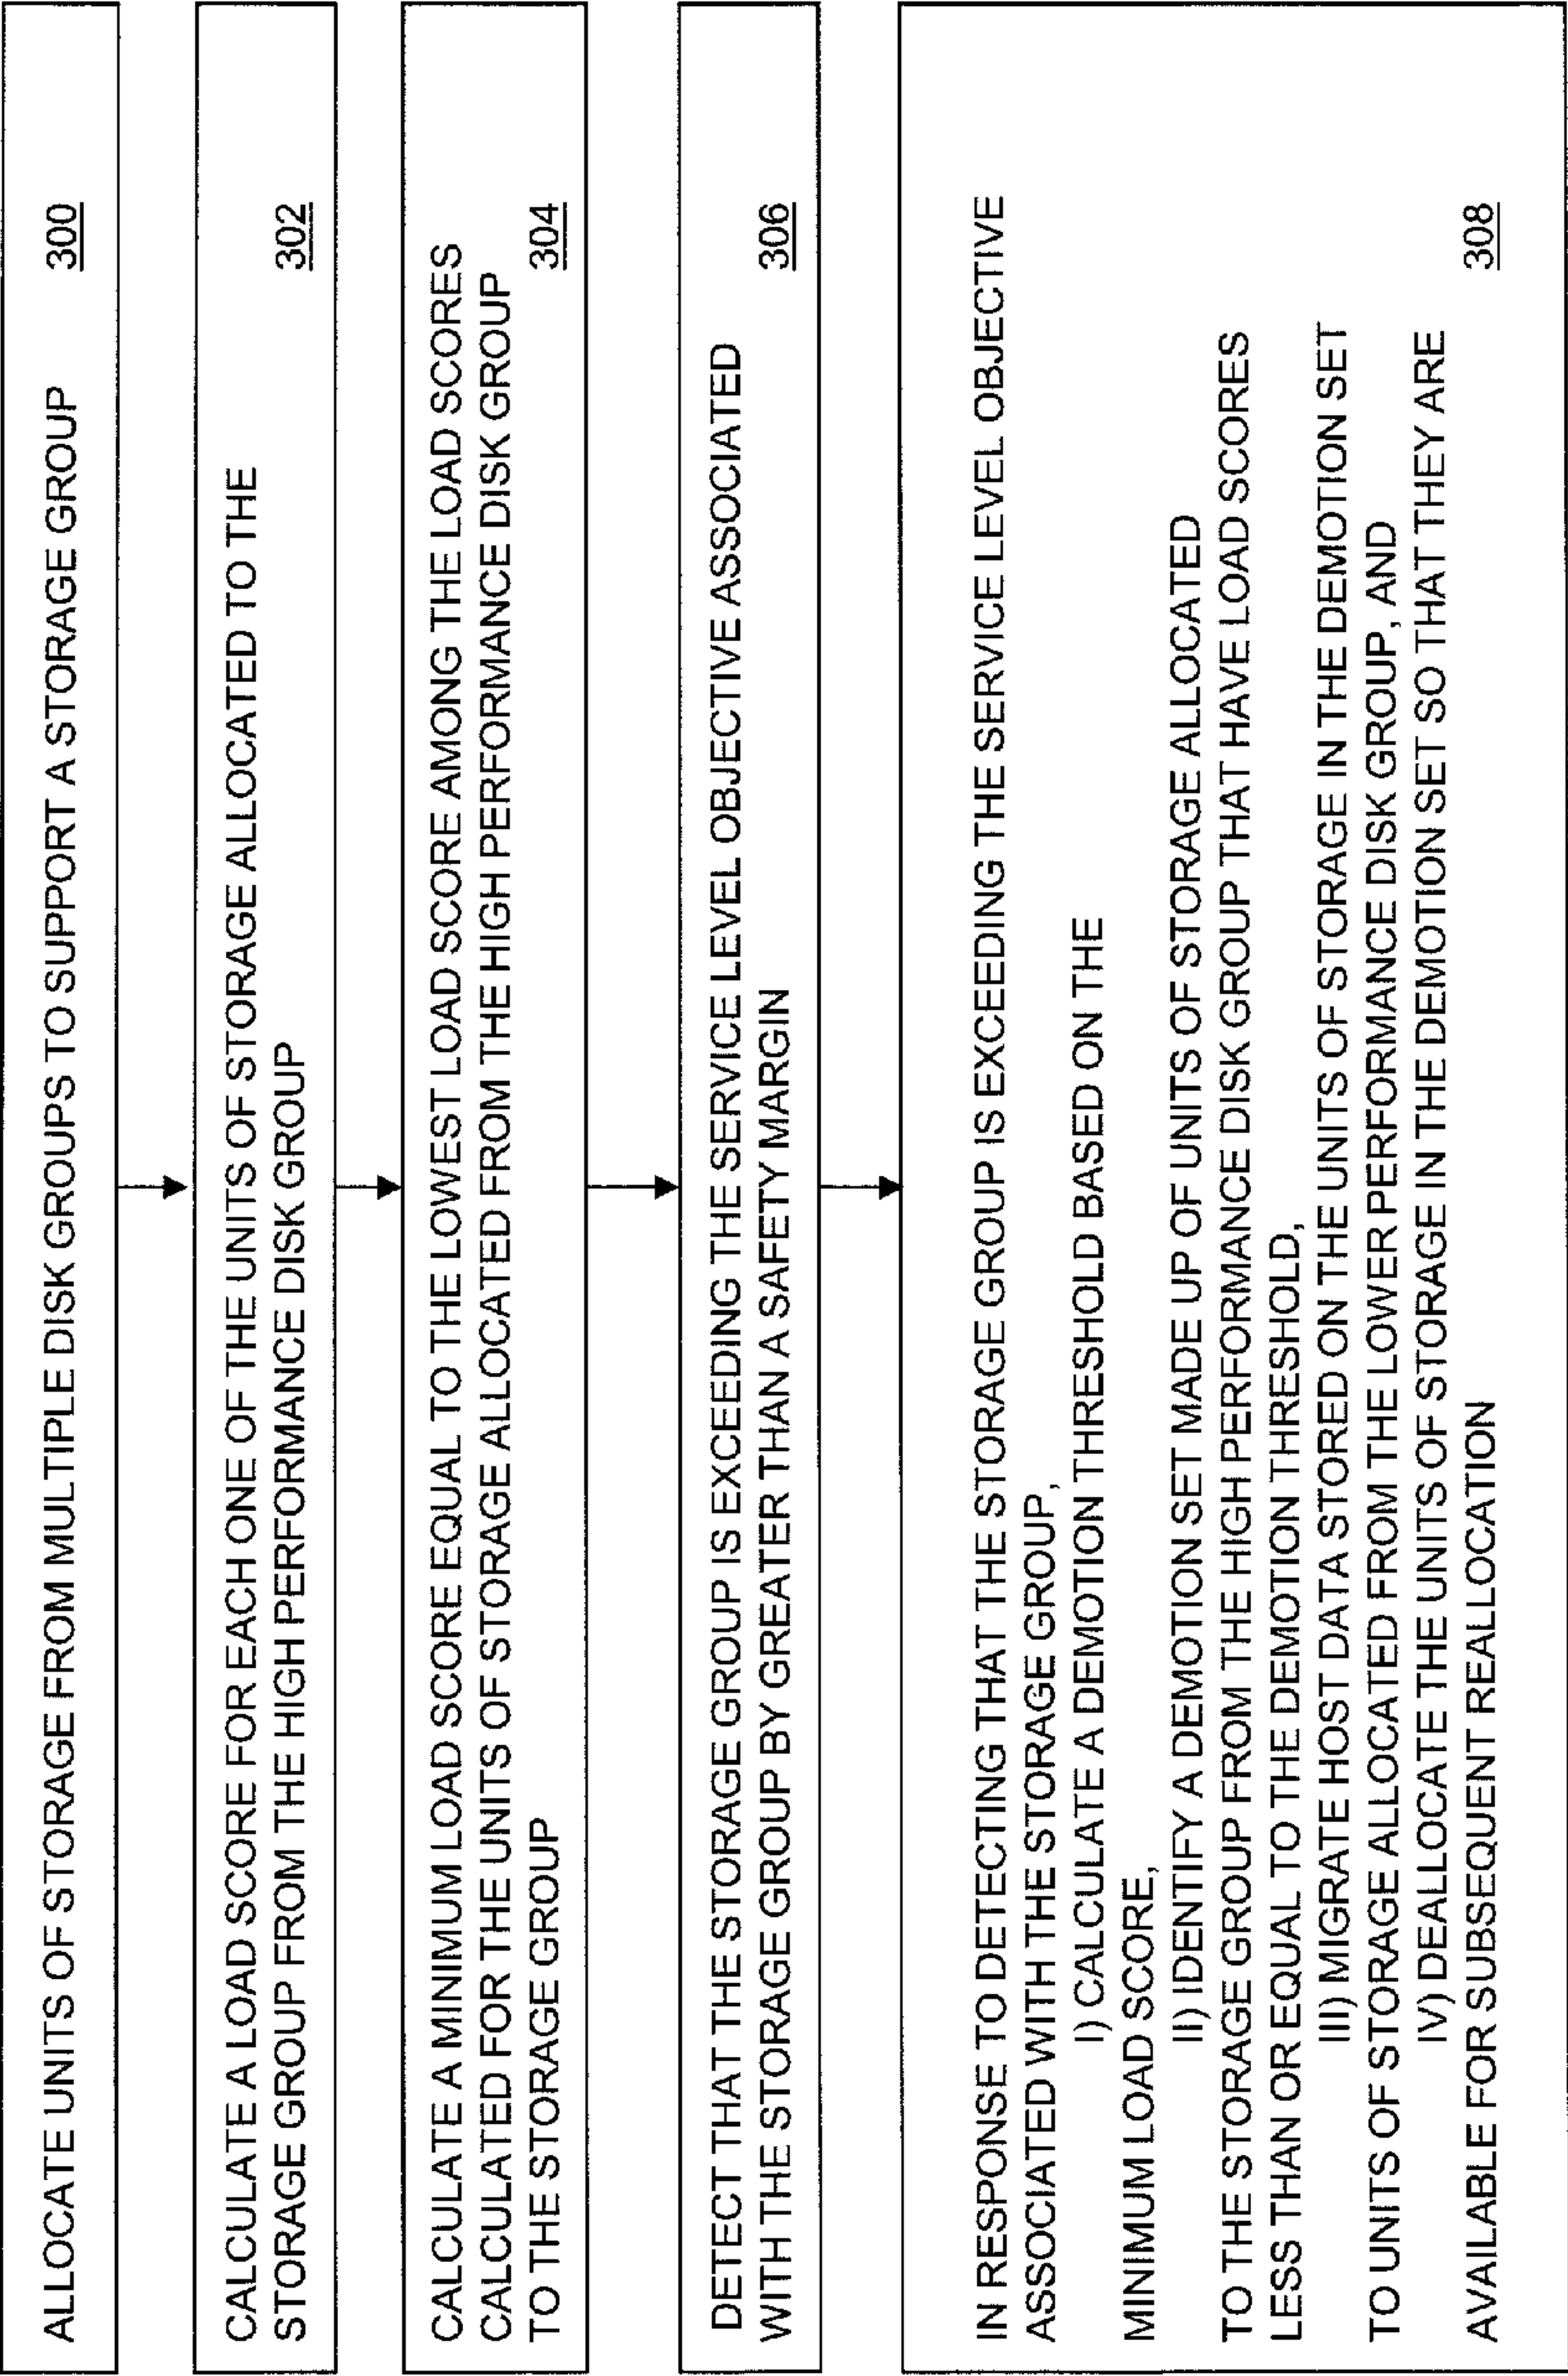 ALLOCATE UNITS OF STORAGE FROM MULTIPLE DISK GROUPS TO SUPPORT A STORAGE GROUP 300
CALCULATE A LOAD SCORE FOR EACH ONE OF THE UNITS OF STORAGE ALLOCATED TO THE
STORAGE GROUP FROM THE HIGH PERFORMANCE DISK GROUP 302
CALCULATE A MINIMUM LOAD SCORE EQUAL TO THE LOWEST LOAD SCORE AMONG THE LOAD SCORES
CALCULATED FOR THE UNITS OF STORAGE ALLOCATED FROM THE HIGH PERFORMANCE DISK GROUP
TO THE STORAGE GROUP 304
DETECT THAT THE STORAGE GROUP IS EXCEEDING THE SERVICE LEVEL OBJECTIVE ASSOCIATED
WITH THE STORAGE GROUP BY GREATER THAN A SAFETY MARGIN 306
IN RESPONSE TO DETECTING THAT THE STORAGE GROUP IS EXCEEDING THE SERVICE LEVEL OBJECTIVE
ASSOCIATED WITH THE STORAGE GROUP,
I) CALCULATE A DEMOTION THRESHOLD BASED ON THE
MINIMUM LOAD SCORE,
II) IDENTIFY A DEMOTION SET MADE UP OF UNITS OF STORAGE ALLOCATED
TO THE STORAGE GROUP FROM THE HIGH PERFORMANCE DISK GROUP THAT HAVE LOAD SCORES
LESS THAN OR EQUAL TO THE DEMOTION THRESHOLD,
III) MIGRATE HOST DATA STORED ON THE UNITS OF STORAGE IN THE DEMOTION SET
TO UNITS OF STORAGE ALLOCATED FROM THE LOWER PERFORMANCE DISK GROUP, AND
IV) DEALLOCATE THE UNITS OF STORAGE IN THE DEMOTION SET SO THAT THEY ARE
AVAILABLE FOR SUBSEQUENT REALLOCATION 308